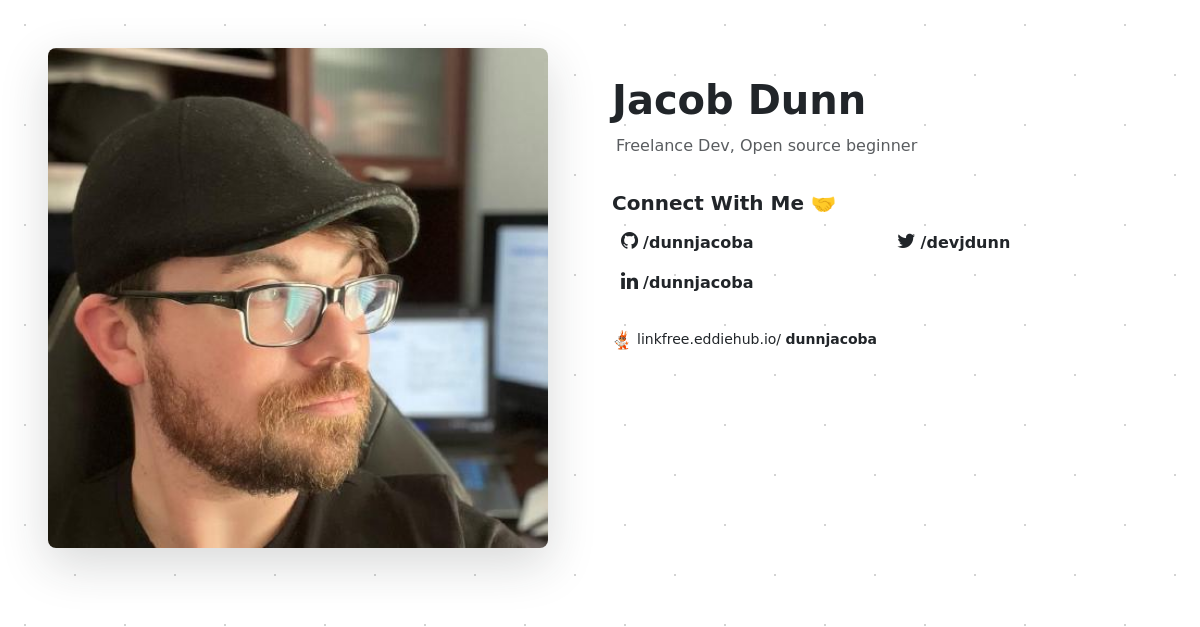 Jacob Dunn
Freelance Dev, Open source beginner
Connect With Me 🤝
/dunnjacoba
/devjdunn
/dunnjacoba
linkfree.eddiehub.io/ dunnjacoba